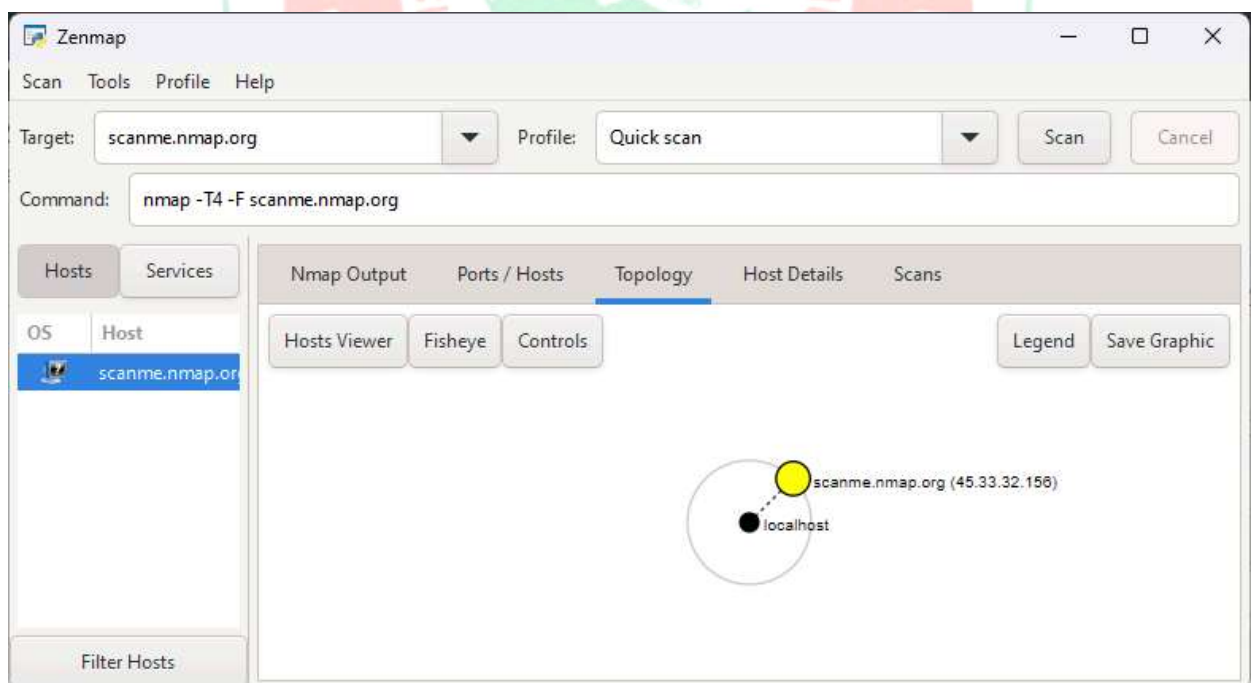 Zenmap
Scan Tools Profile Help
Target: scanme.nmap.org Profile: Quick scan Scan Cancel
Command: nmap -T4 -F scanme.nmap.org
Hosts Services
Nmap Output Ports / Hosts Topology Host Details Scans
OS Host
Hosts Viewer Fisheye Controls Legend Save Graphic
scanme.nmap.or
scanme.nmap.org (45.33.32.156)
localhost
Filter Hosts